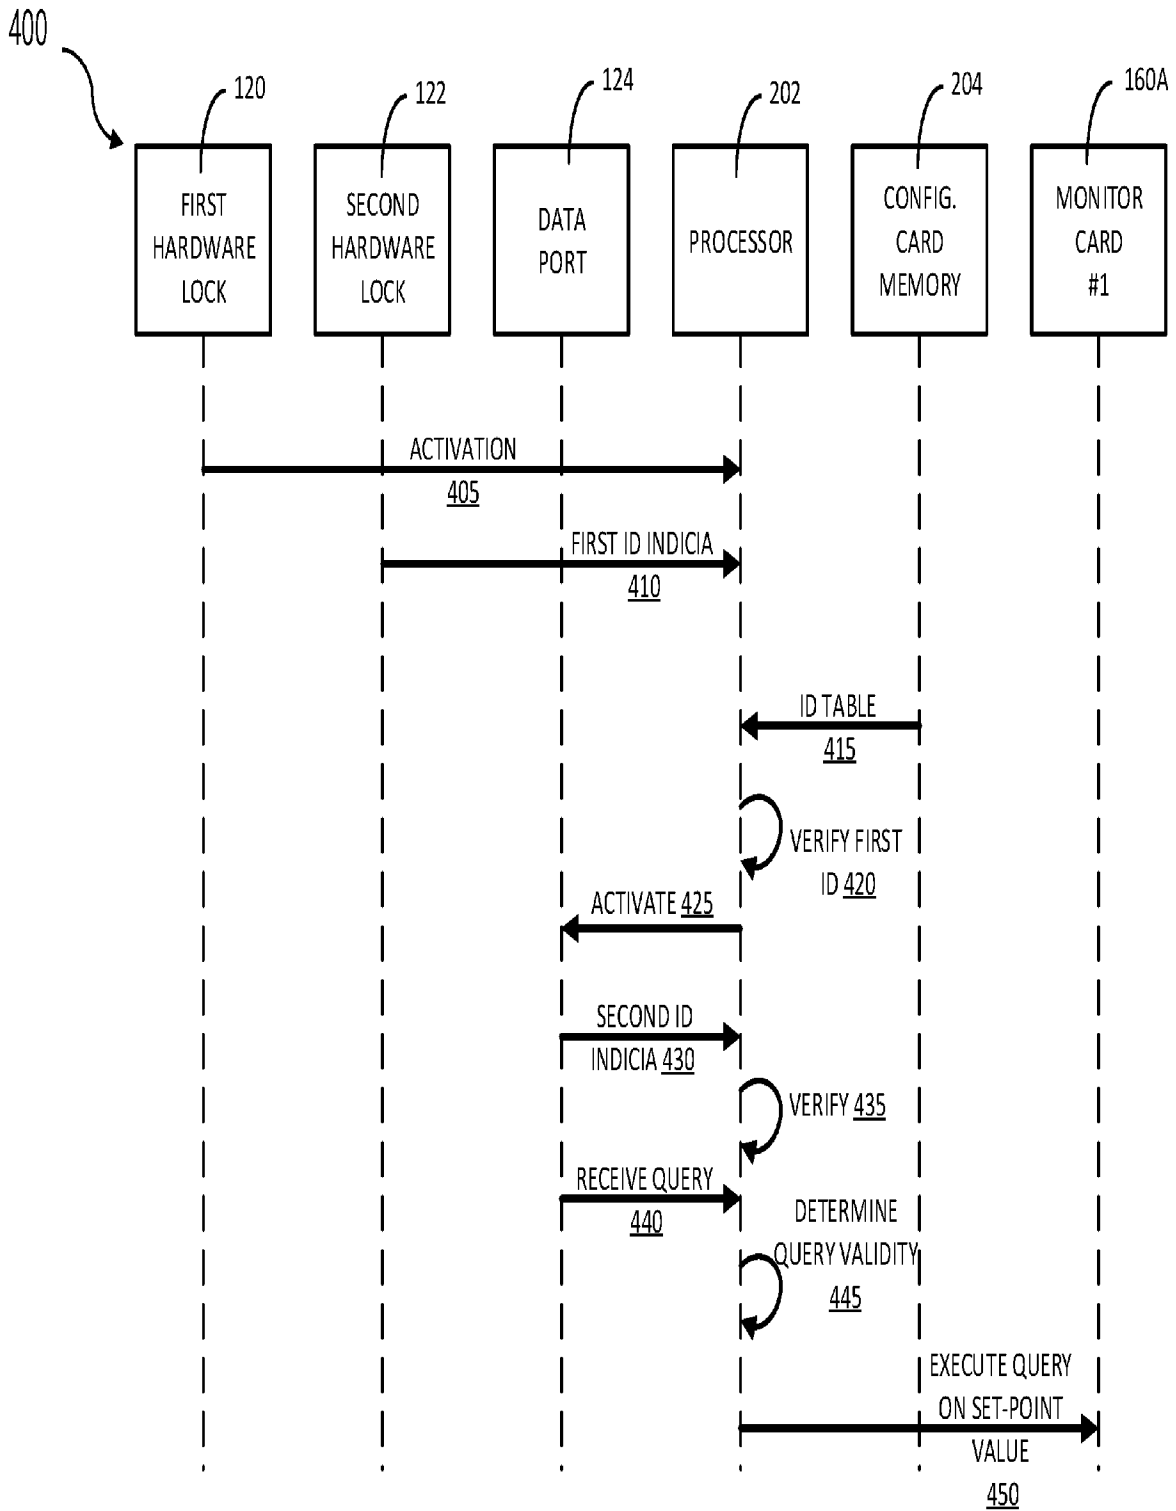 400
120
122
124
202
204
160A
FIRST
HARDWARE
LOCK
SECOND
HARDWARE
LOCK
DATA
PORT
PROCESSOR
CONFIG.
CARD
MEMORY
MONITOR
CARD
#1
ACTIVATION
405
FIRST ID INDICIA
410
ID TABLE
415
VERIFY FIRST
ID 420
ACTIVATE 425
SECOND ID
INDICIA 430
VERIFY 435
RECEIVE QUERY
440
DETERMINE
QUERY VALIDITY
445
EXECUTE QUERY
ON SET-POINT
VALUE
450